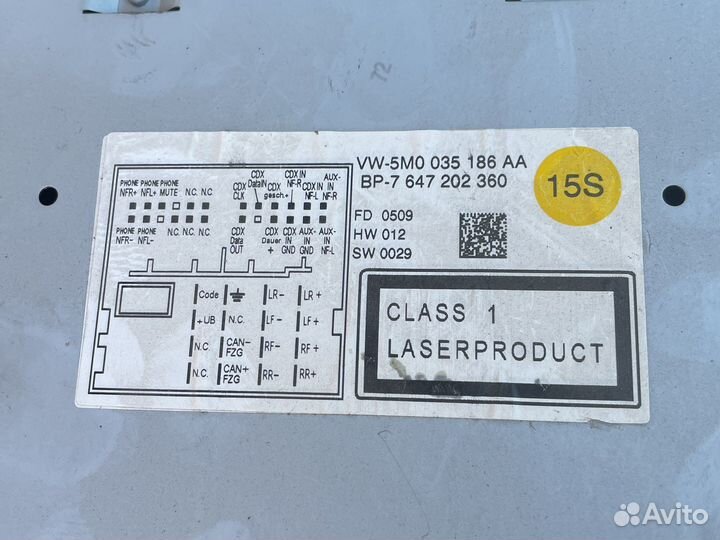 VW-5M0 035 186 AA
BP-7 647 202 360
15S
FD 0509
HW 012
SW 0029
CLASS 1
LASERPRODUCT
PHONE PHONE PHONE
NFR+ NFL+ MUTE N.C. N.C.
CDX CLK
CDX DataIN
CDX gesch.+
CDX IN NF-R
CDX IN NF-L
AUX-IN NF-R
PHONE PHONE
NFR- NFL- N.C. N.C. N.C.
CDX Data OUT
CDX Dauer +
CDX IN GND
AUX-IN GND
AUX-IN NF-L
Code LR- LR+
+UB N.C. LF- LF+
N.C. CAN- FZG RF- RF+
N.C. CAN+ FZG RR- RR+
Avito